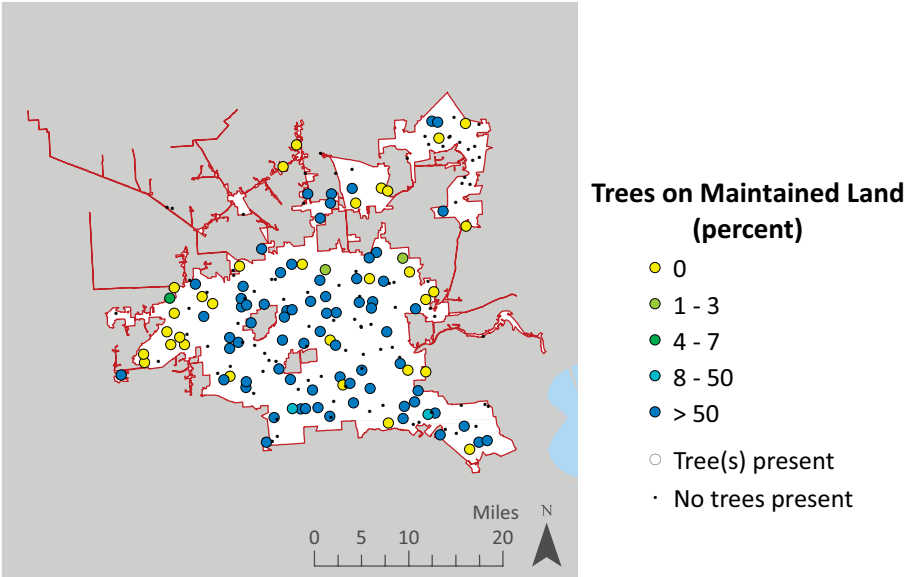 Trees on Maintained Land
(percent)
0
1 - 3
4 - 7
8 - 50
> 50
Tree(s) present
No trees present
Miles
N
0 5 10 20